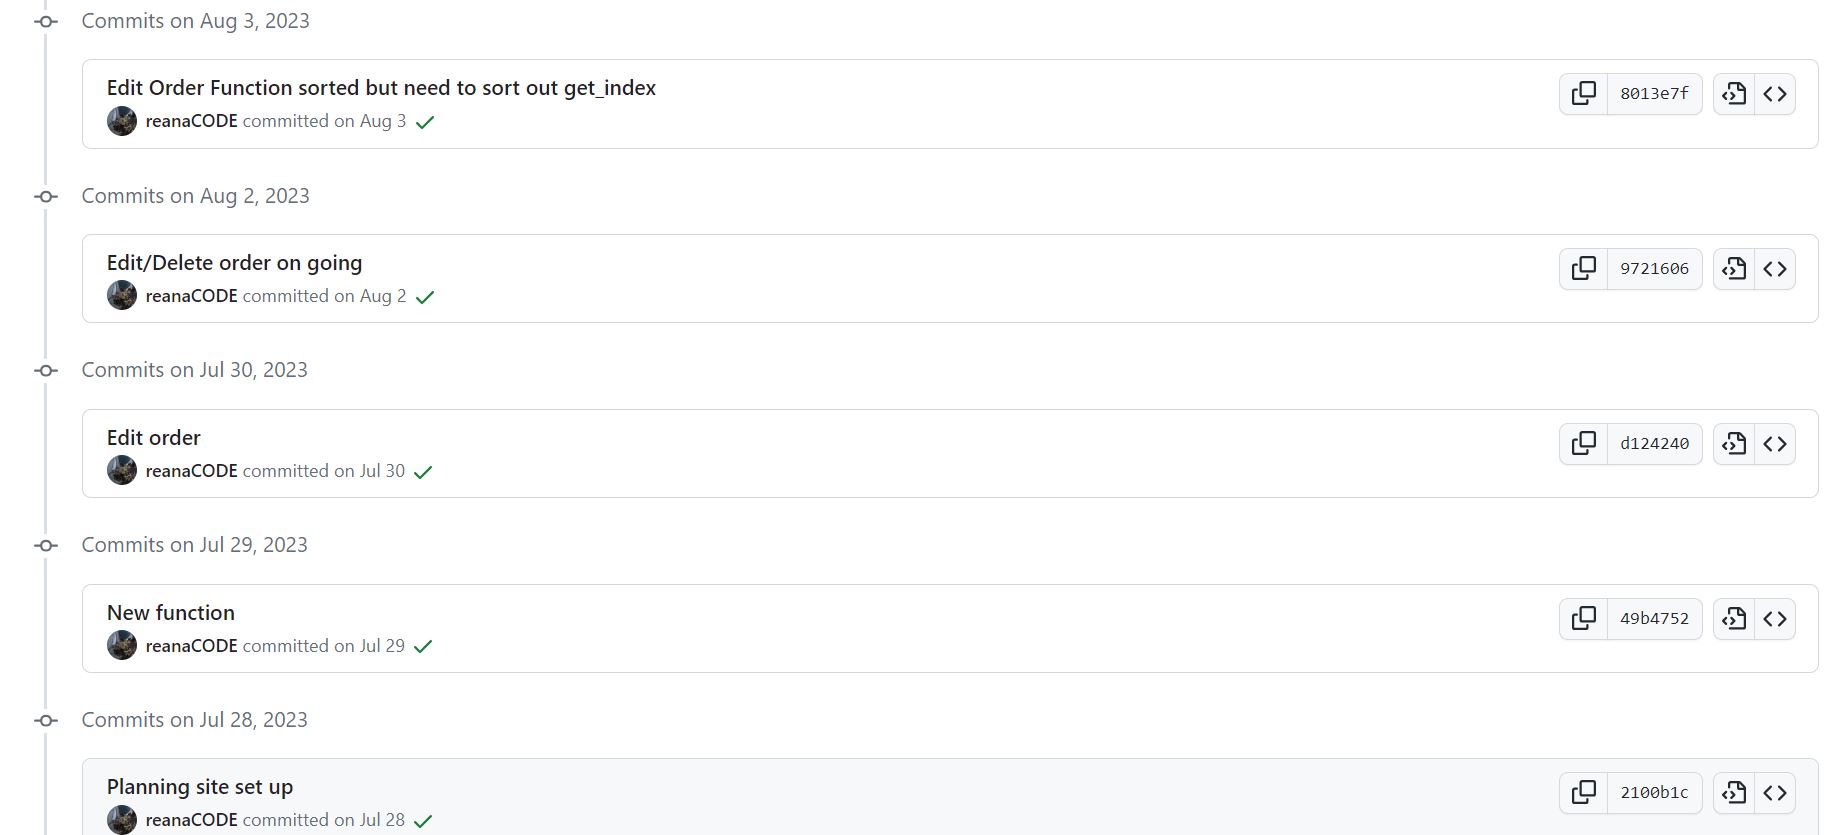 Commits on Aug 3, 2023
Edit Order Function sorted but need to sort out get_index
8013e7f
reanaCODE committed on Aug 3
Commits on Aug 2, 2023
Edit/Delete order on going
9721606
reanaCODE committed on Aug 2
Commits on Jul 30, 2023
Edit order
d124240
reanaCODE committed on Jul 30
Commits on Jul 29, 2023
New function
49b4752
reanaCODE committed on Jul 29
Commits on Jul 28, 2023
Planning site set up
2100b1c
reanaCODE committed on Jul 28